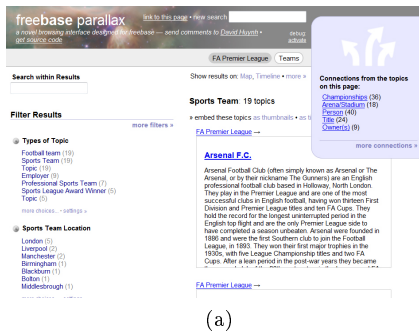 freebase parallax
link to this page • new search
a novel browsing interface designed for freebase — send comments to David Huynh •
get source code
debug
activate
FA Premier League
Teams
Search within Results
Filter Results
more filters »
Types of Topic
Football team (19)
Sports Team (19)
Topic (19)
Employer (9)
Professional Sports Team (7)
Sports League Award Winner (5)
Topic (5)
more choices... – settings »
Sports Team Location
London (5)
Liverpool (2)
Manchester (2)
Birmingham (1)
Blackburn (1)
Bolton (1)
Middlesbrough (1)
Show results on: Map, Timeline • more »
Sports Team: 19 topics
» embed these topics as thumbnails • as
FA Premier League →
Arsenal F.C.
Arsenal Football Club (often simply known as Arsenal or The
Arsenal, or by their nickname The Gunners) are an English
professional football club based in Holloway, North London.
They play in the Premier League and are one of the most
successful clubs in English football, having won thirteen First
Division and Premier League titles and ten FA Cups. They
hold the record for the longest uninterrupted period in the
English top flight and are the only Premier League side to
have completed a season unbeaten. Arsenal were founded in
1886 and were the first Southern club to join the Football
League, in 1893. They won their first major trophies in the
1930s, with five League Championship titles and two FA
Cups. After a lean period in the post-war years they became
FA Premier League →
Connections from the topics
on this page:
Championships (36)
Arena/Stadium (18)
Person (40)
Title (24)
Owner(s) (9)
more connections »
(a)